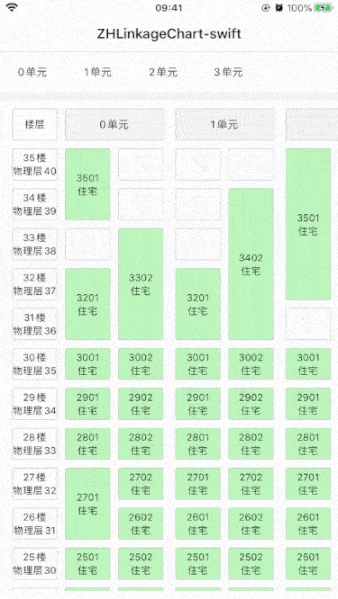 09:41
100%
ZHLinkageChart-swift
0单元 1单元 2单元 3单元
楼层 0单元 1单元
35楼
物理层40
3501
住宅
34楼
物理层39
3501
住宅
33楼
物理层38
3402
住宅
3302
住宅
32楼
物理层37
3201
住宅
3201
住宅
31楼
物理层36
30楼 3001 3002 3001 3002 3001
物理层35 住宅 住宅 住宅 住宅 住宅
29楼 2901 2902 2901 2902 2901
物理层34 住宅 住宅 住宅 住宅 住宅
28楼 2801 2802 2801 2802 2801
物理层33 住宅 住宅 住宅 住宅 住宅
27楼 2702 2701 2702 2701
物理层32 住宅 住宅 住宅 住宅
2701
住宅
26楼 2602 2601 2602 2601
物理层31 住宅 住宅 住宅 住宅
25楼 2501 2502 2501 2502 2501
物理层30 住宅 住宅 住宅 住宅 住宅